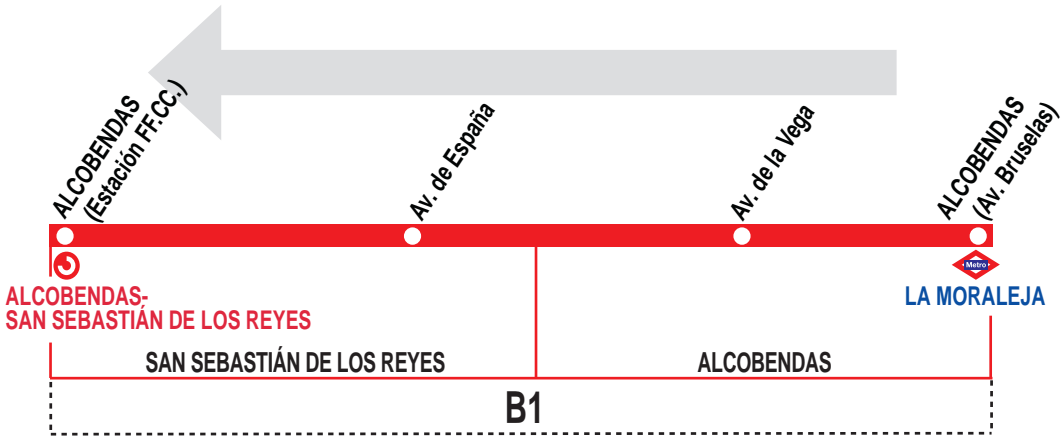 ALCOBENDAS
(Estación FF.CC.)
Av. de España
Av. de la Vega
ALCOBENDAS
(Av. Bruselas)
Metro
ALCOBENDAS-
SAN SEBASTIÁN DE LOS REYES
LA MORALEJA
SAN SEBASTIÁN DE LOS REYES
ALCOBENDAS
B1